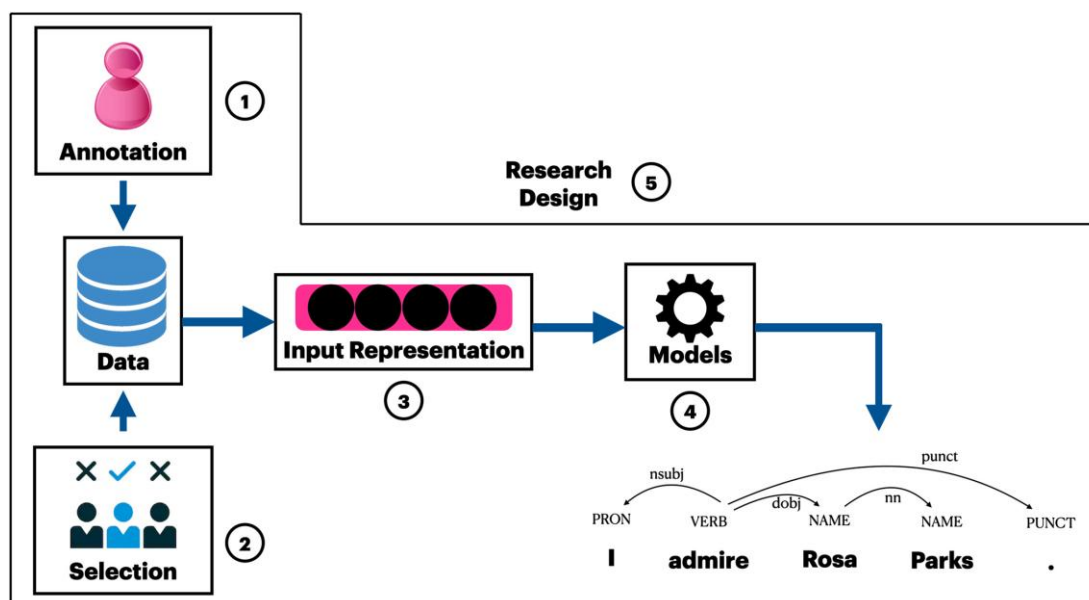 1
Annotation
Research
Design
5
Data
Input Representation
3
Models
4
Selection
2
punct
nsubj
dobj
nn
PRON VERB NAME NAME PUNCT
I admire Rosa Parks .